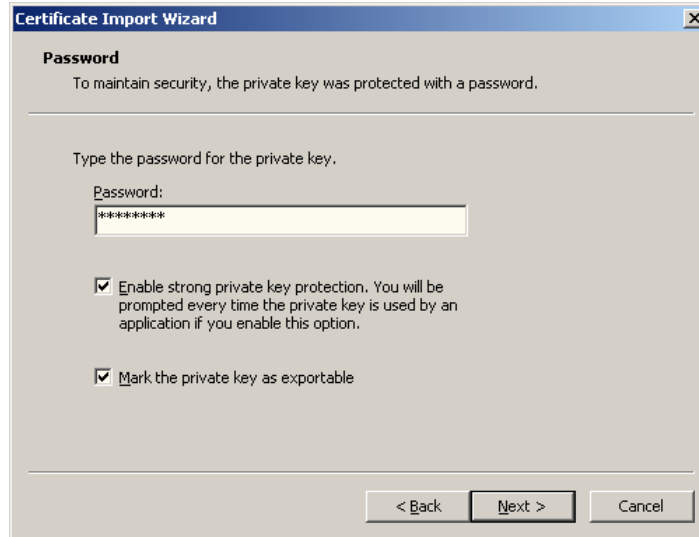 Certificate Import Wizard
Password
To maintain security, the private key was protected with a password.
Type the password for the private key.
Password:
********
Enable strong private key protection. You will be
prompted every time the private key is used by an
application if you enable this option.
Mark the private key as exportable
< Back Next > Cancel